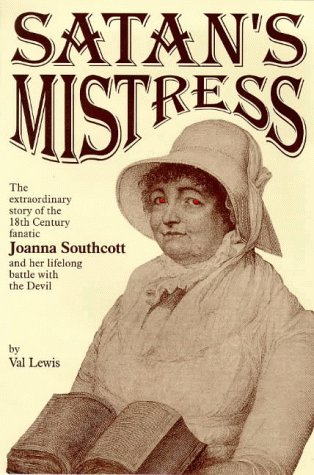 SATAN'S
MISTRESS
The
extraordinary
story of the
18th Century
fanatic
Joanna Southcott
and her lifelong
battle with
the Devil
by
Val Lewis